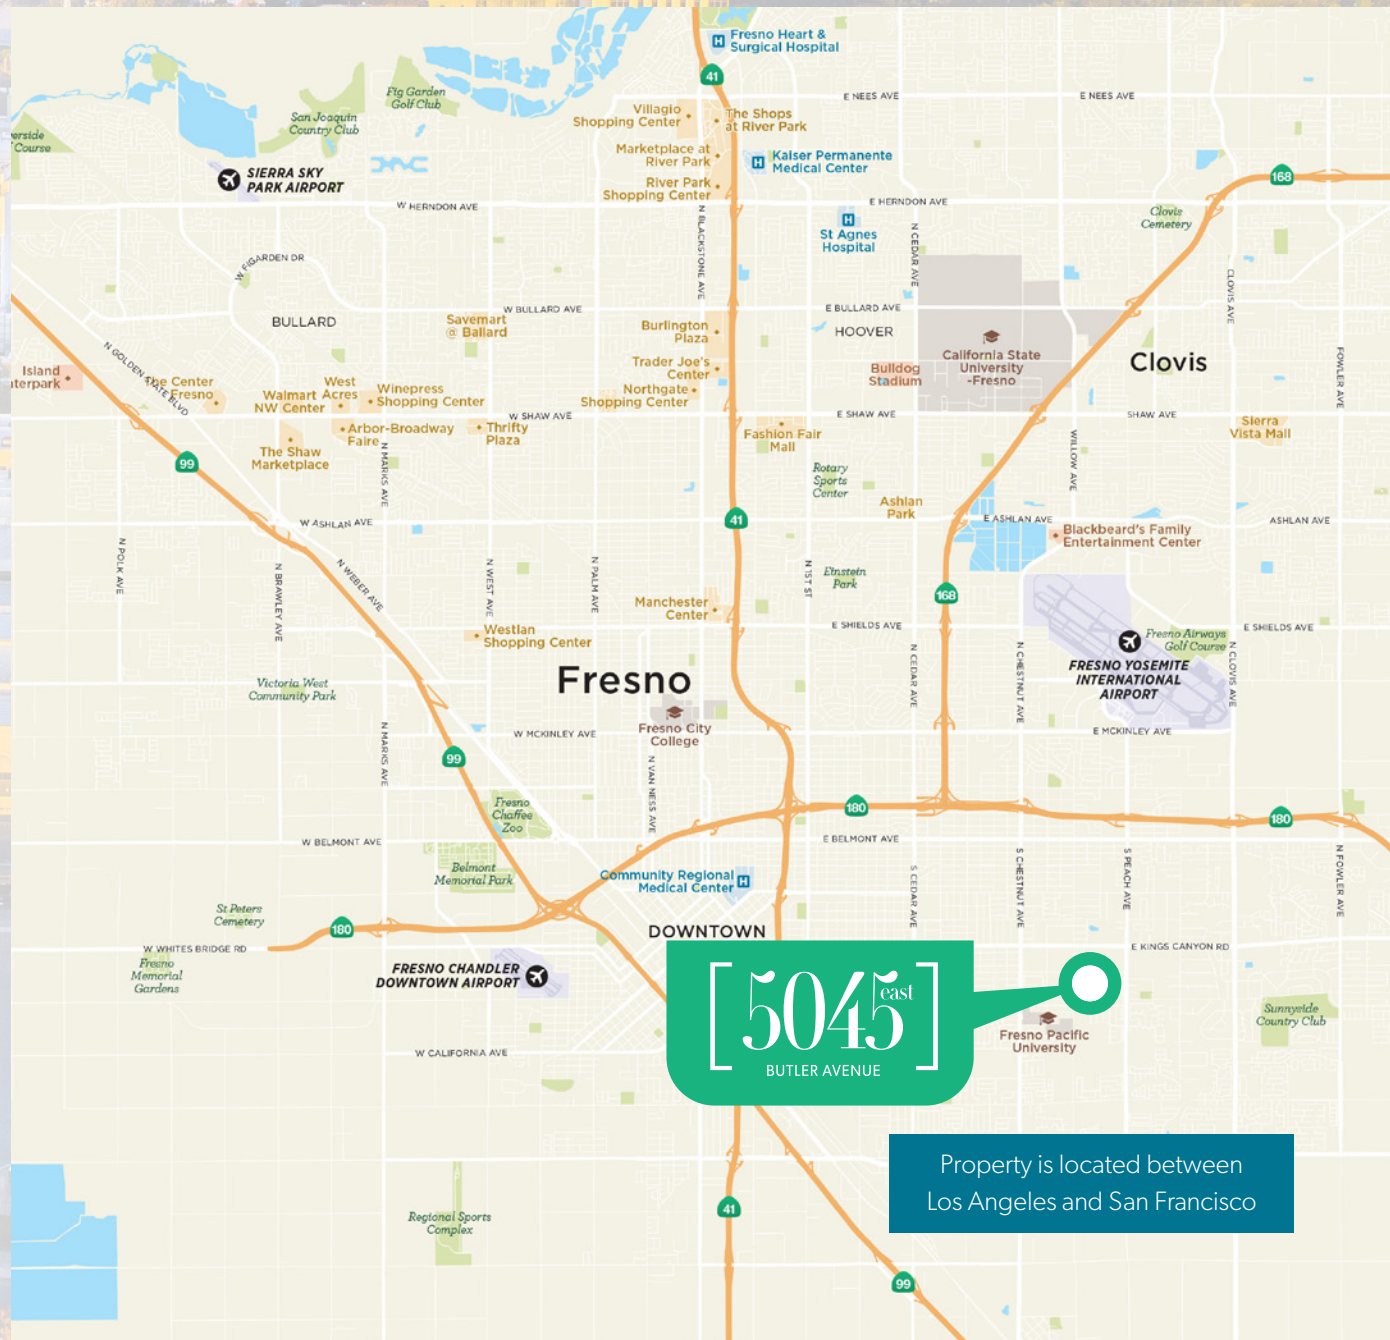 Fresno Heart &
Surgical Hospital
41
E NEES AVE
E NEES AVE
Fig Garden
Golf Club
San Joaquin
Country Club
Villagio
Shopping Center
The Shops
at River Park
erside
Course
Marketplace at
River Park
Kaiser Permanente
Medical Center
SIERRA SKY
PARK AIRPORT
River Park
Shopping Center
168
W HERNDON AVE
E HERNDON AVE
N BLACKSTONE AVE
St Agnes
Hospital
N CEDAR AVE
Clovis
Cemetery
W FIGARDEN DR
CLOVIS AVE
BULLARD
W BULLARD AVE
Savemart
@ Ballard
Burlington
Plaza
E BULLARD AVE
HOOVER
California State
University
-Fresno
Clovis
N GOLDEN STATE BLVD
Trader Joe's
Center
Bulldog
Stadium
FOWLER AVE
Island
terpark
The Center
Fresno
West
Acres
Walmart
NW Center
Winepress
Shopping Center
Northgate
Shopping Center
W SHAW AVE
E SHAW AVE
SHAW AVE
Arbor-Broadway
Faire
Thrifty
Plaza
Fashion Fair
Mall
Sierra
Vista Mall
The Shaw
Marketplace
99
N MARKS AVE
WILLOW AVE
Rotary
Sports
Center
Ashlan
Park
W ASHLAN AVE
41
E ASHLAN AVE
ASHLAN AVE
Blackbeard's Family
Entertainment Center
N POLK AVE
N BRAWLEY AVE
N WEBER AVE
N WEST AVE
N PALM AVE
N 1ST ST
Einstein
Park
168
Manchester
Center
E SHIELDS AVE
E SHIELDS AVE
Westlan
Shopping Center
Fresno Airways
Golf Course
FRESNO YOSEMITE
INTERNATIONAL
AIRPORT
N CEDAR AVE
N CHESTNUT AVE
N CLOVIS AVE
Fresno
Victoria West
Community Park
Fresno City
College
N MARKS AVE
W MCKINLEY AVE
E MCKINLEY AVE
99
N VAN NESS AVE
Fresno
Chaffee
Zoo
180
180
W BELMONT AVE
E BELMONT AVE
Belmont
Memorial Park
Community Regional
Medical Center
S CEDAR AVE
S CHESTNUT AVE
S PEACH AVE
N FOWLER AVE
St Peters
Cemetery
180
DOWNTOWN
W WHITES BRIDGE RD
E KINGS CANYON RD
Fresno
Memorial
Gardens
FRESNO CHANDLER
DOWNTOWN AIRPORT
[5045 east]
BUTLER AVENUE
Sunnyside
Country Club
Fresno Pacific
University
W CALIFORNIA AVE
Property is located between
Los Angeles and San Francisco
Regional Sports
Complex
41
99